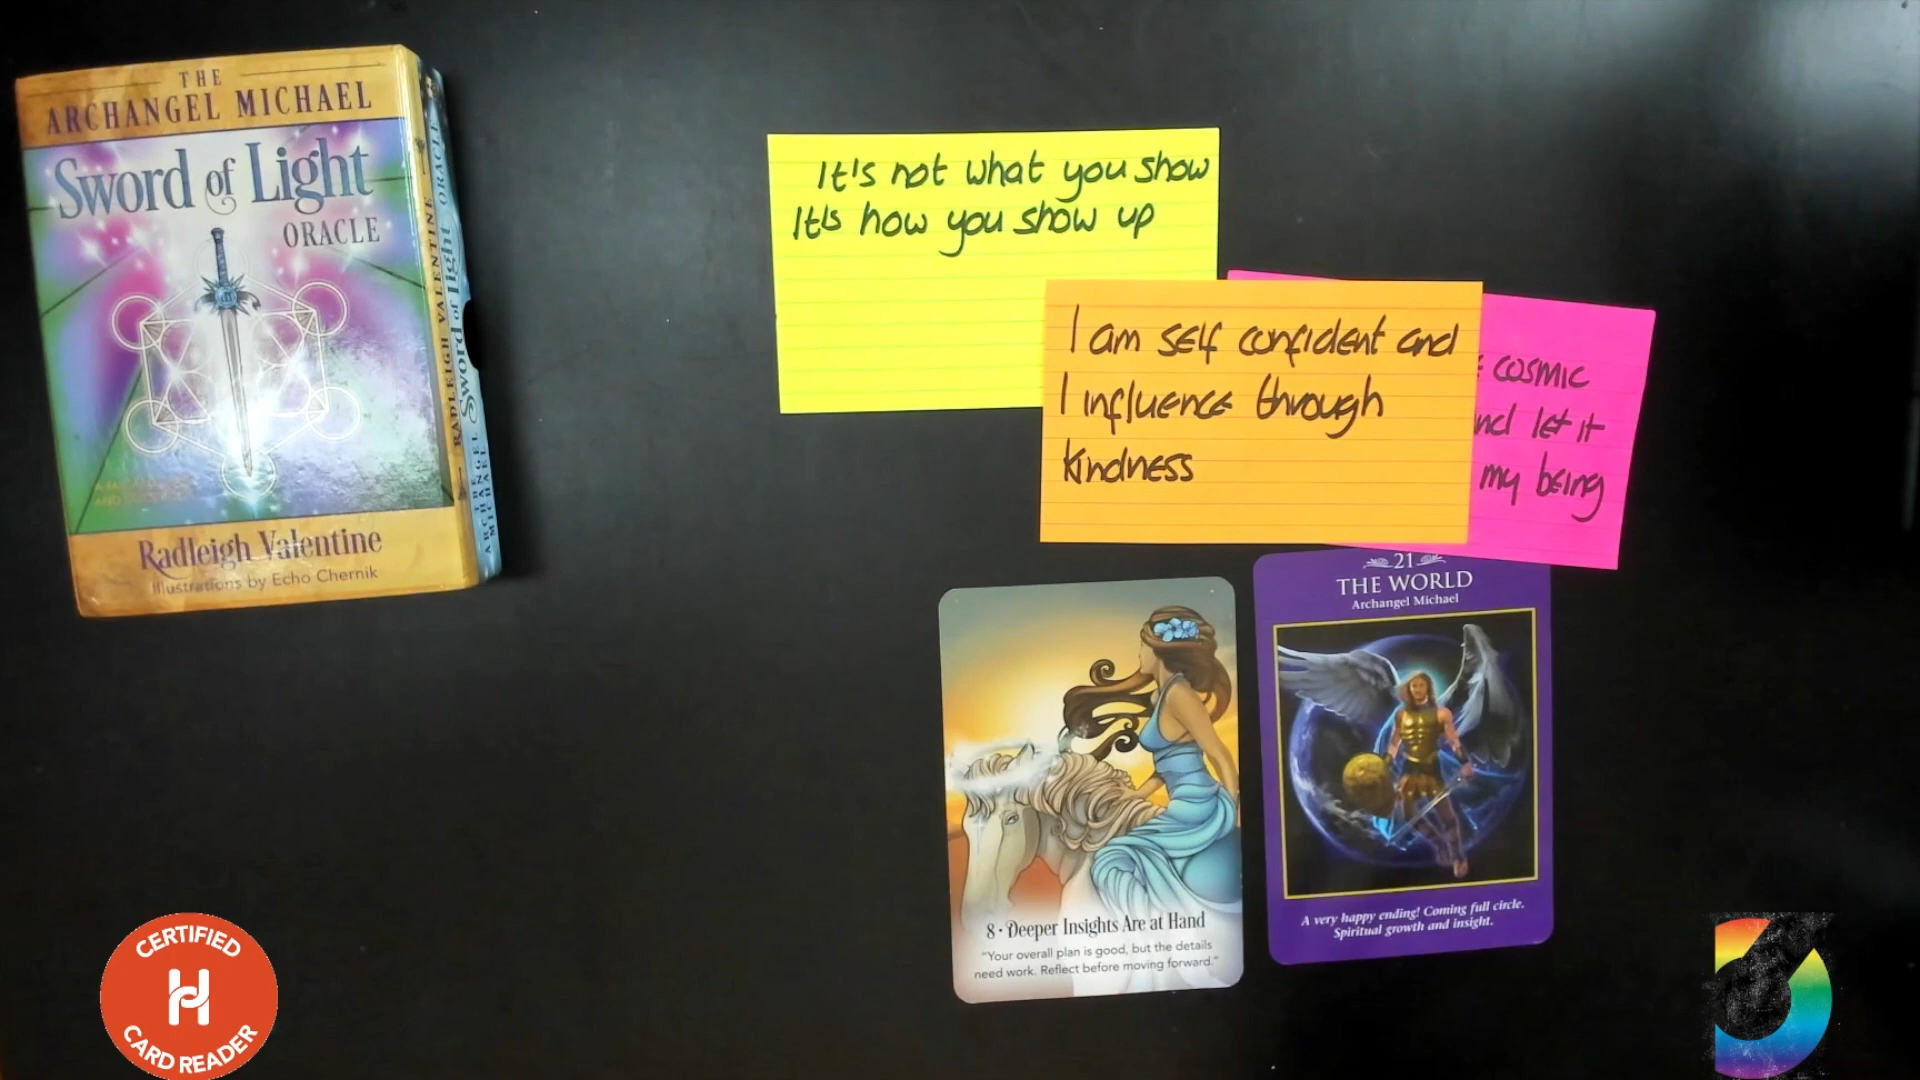 THE
ARCHANGEL MICHAEL
Sword of Light
ORACLE
Radleigh Valentine
Illustrations by Echo Chernik
RADLEIGH VALENTINE
THE ARCHANGEL MICHAEL
Sword of Light ORACLE
It's not what you show
It's how you show up
I am self confident and
I influence through
kindness
cosmic
let it
my being
21
THE WORLD
Archangel Michael
A very happy ending! Coming full circle.
Spiritual growth and insight.
8 • Deeper Insights Are at Hand
"Your overall plan is good, but the details
need work. Reflect before moving forward."
CERTIFIED
H
CARD READER